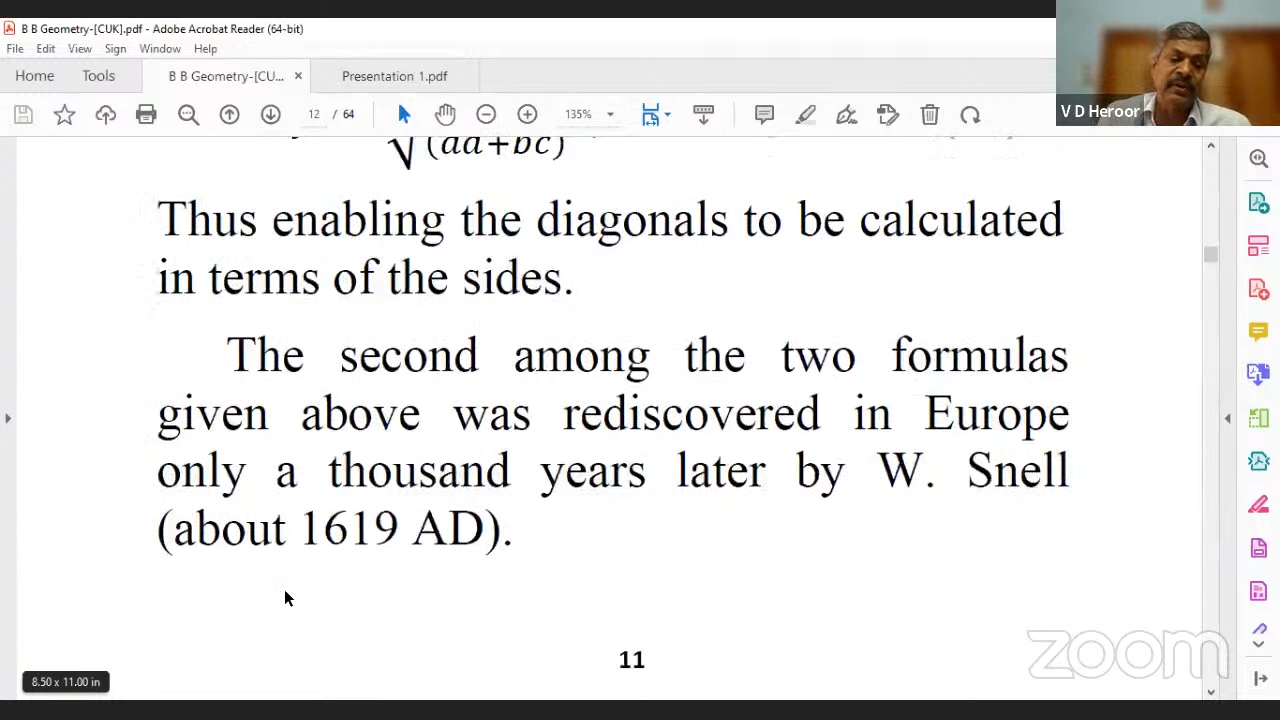 B B Geometry-[CUK].pdf - Adobe Acrobat Reader (64-bit)
File Edit View Sign Window Help
Home Tools B B Geometry-[CU... × Presentation 1.pdf
12 / 64 135%
V D Heroor
√(ad+bc)
Thus enabling the diagonals to be calculated
in terms of the sides.
The second among the two formulas
given above was rediscovered in Europe
only a thousand years later by W. Snell
(about 1619 AD).
zoom
11
8.50 x 11.00 in